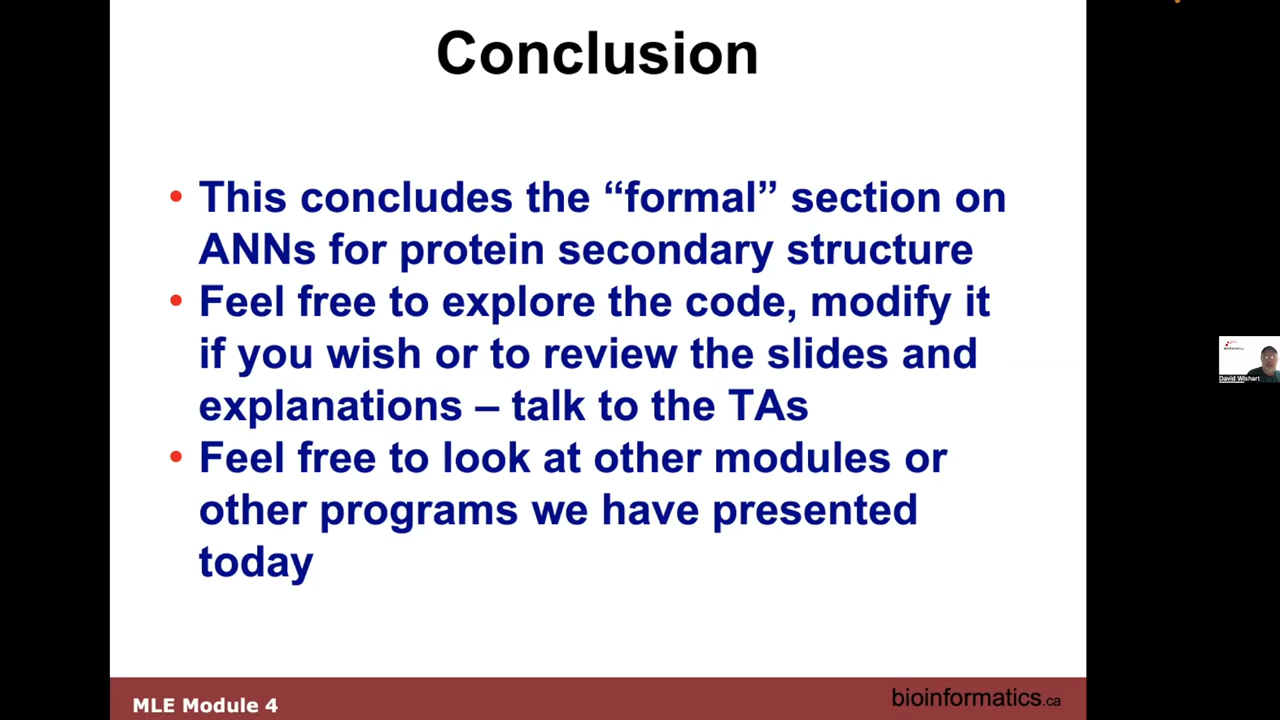 Conclusion
• This concludes the “formal” section on
ANNs for protein secondary structure
• Feel free to explore the code, modify it
if you wish or to review the slides and
explanations – talk to the TAs
• Feel free to look at other modules or
other programs we have presented
today
David Wishart
MLE Module 4
bioinformatics.ca